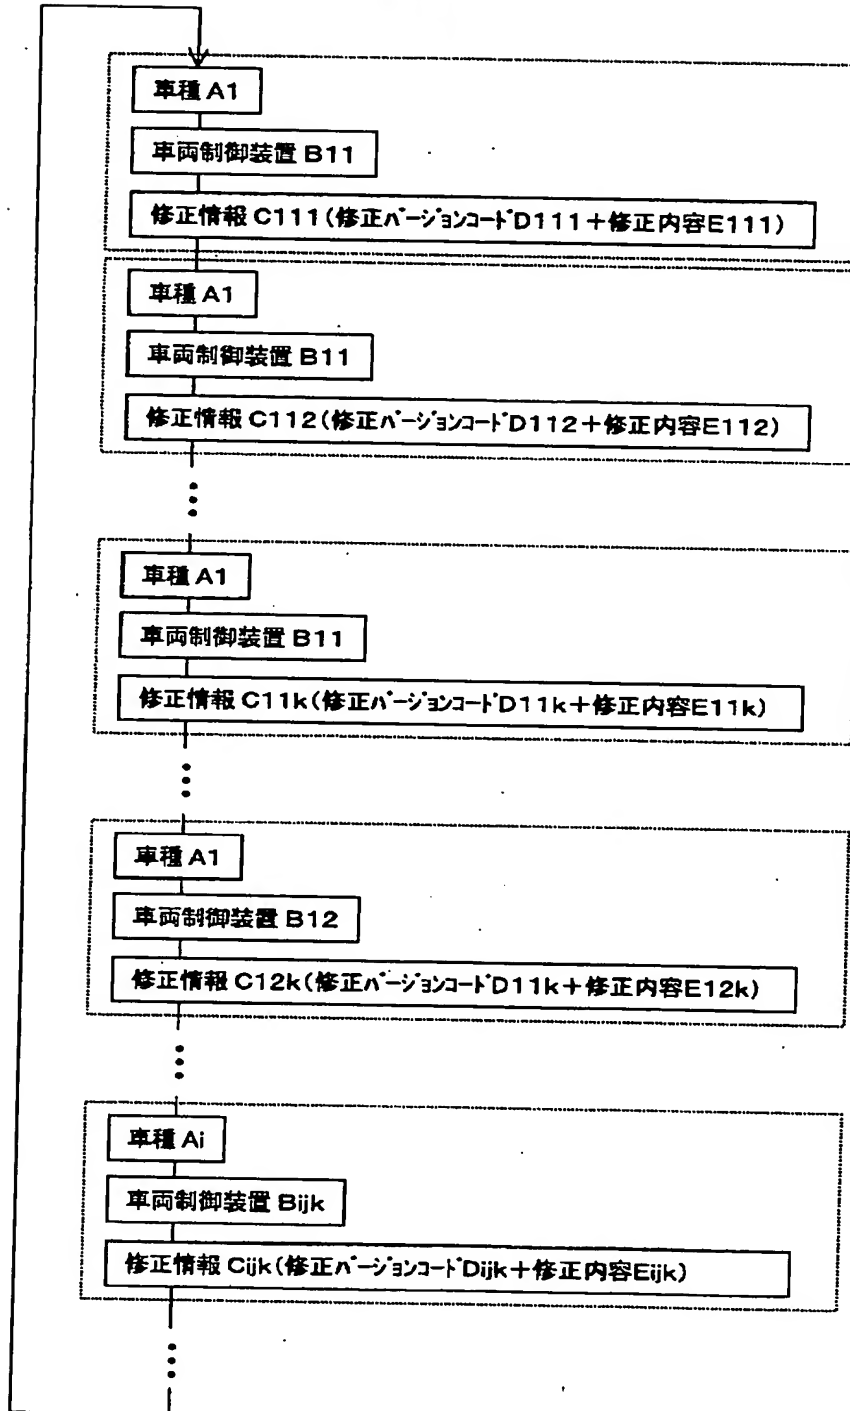 車種 A1
車両制御装置 B11
修正情報 C111(修正バージョンコードD111+修正内容E111)
車種 A1
車両制御装置 B11
修正情報 C112(修正バージョンコードD112+修正内容E112)
車種 A1
車両制御装置 B11
修正情報 C11k(修正バージョンコードD11k+修正内容E11k)
車種 A1
車両制御装置 B12
修正情報 C12k(修正バージョンコードD11k+修正内容E12k)
車種 Ai
車両制御装置 Bijk
修正情報 Cijk(修正バージョンコードDijk+修正内容Eijk)